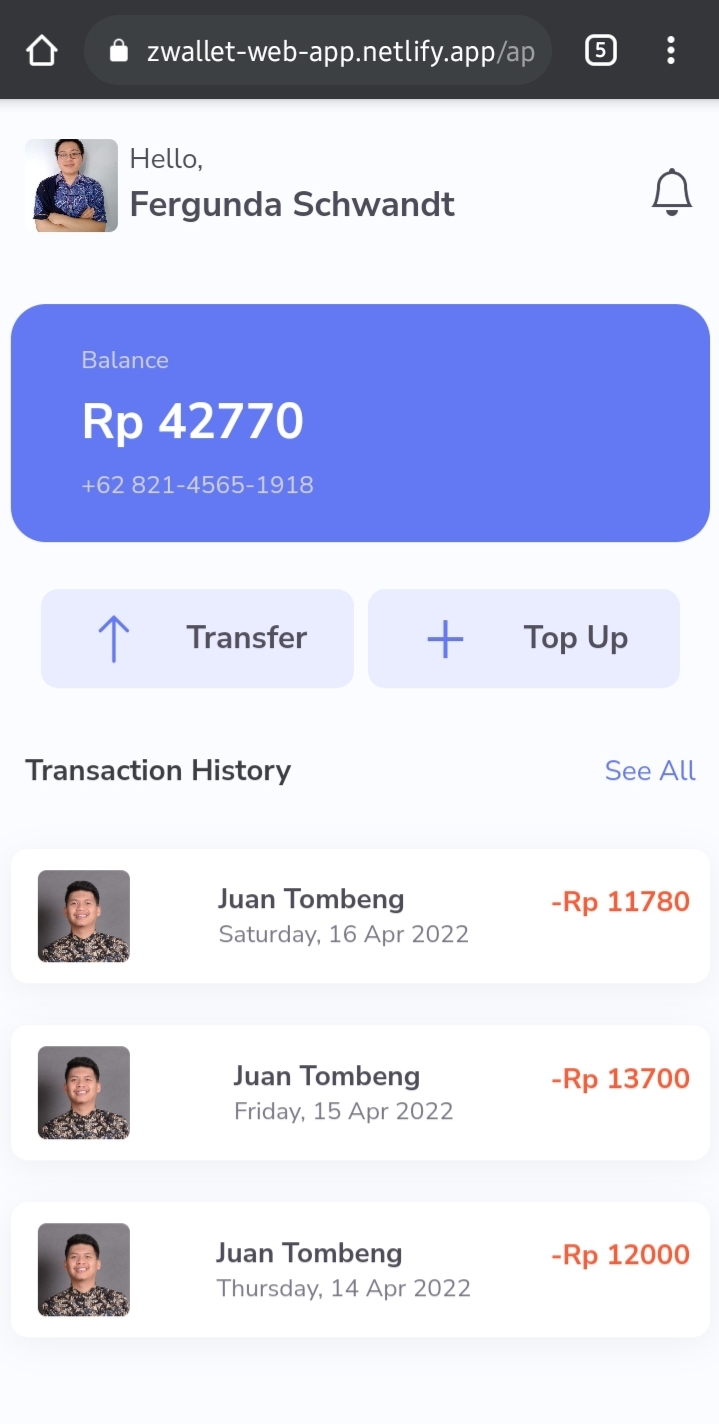 zwallet-web-app.netlify.app/ap
5
Hello,
Fergunda Schwandt
Balance
Rp 42770
+62 821-4565-1918
Transfer
Top Up
Transaction History
See All
Juan Tombeng
-Rp 11780
Saturday, 16 Apr 2022
Juan Tombeng
-Rp 13700
Friday, 15 Apr 2022
Juan Tombeng
-Rp 12000
Thursday, 14 Apr 2022